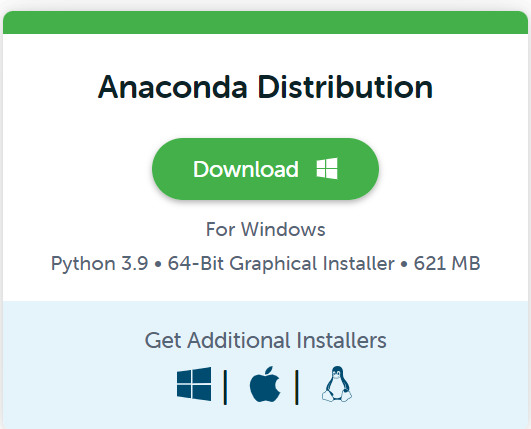 Anaconda Distribution
Download
For Windows
Python 3.9 • 64-Bit Graphical Installer • 621 MB
Get Additional Installers
| |